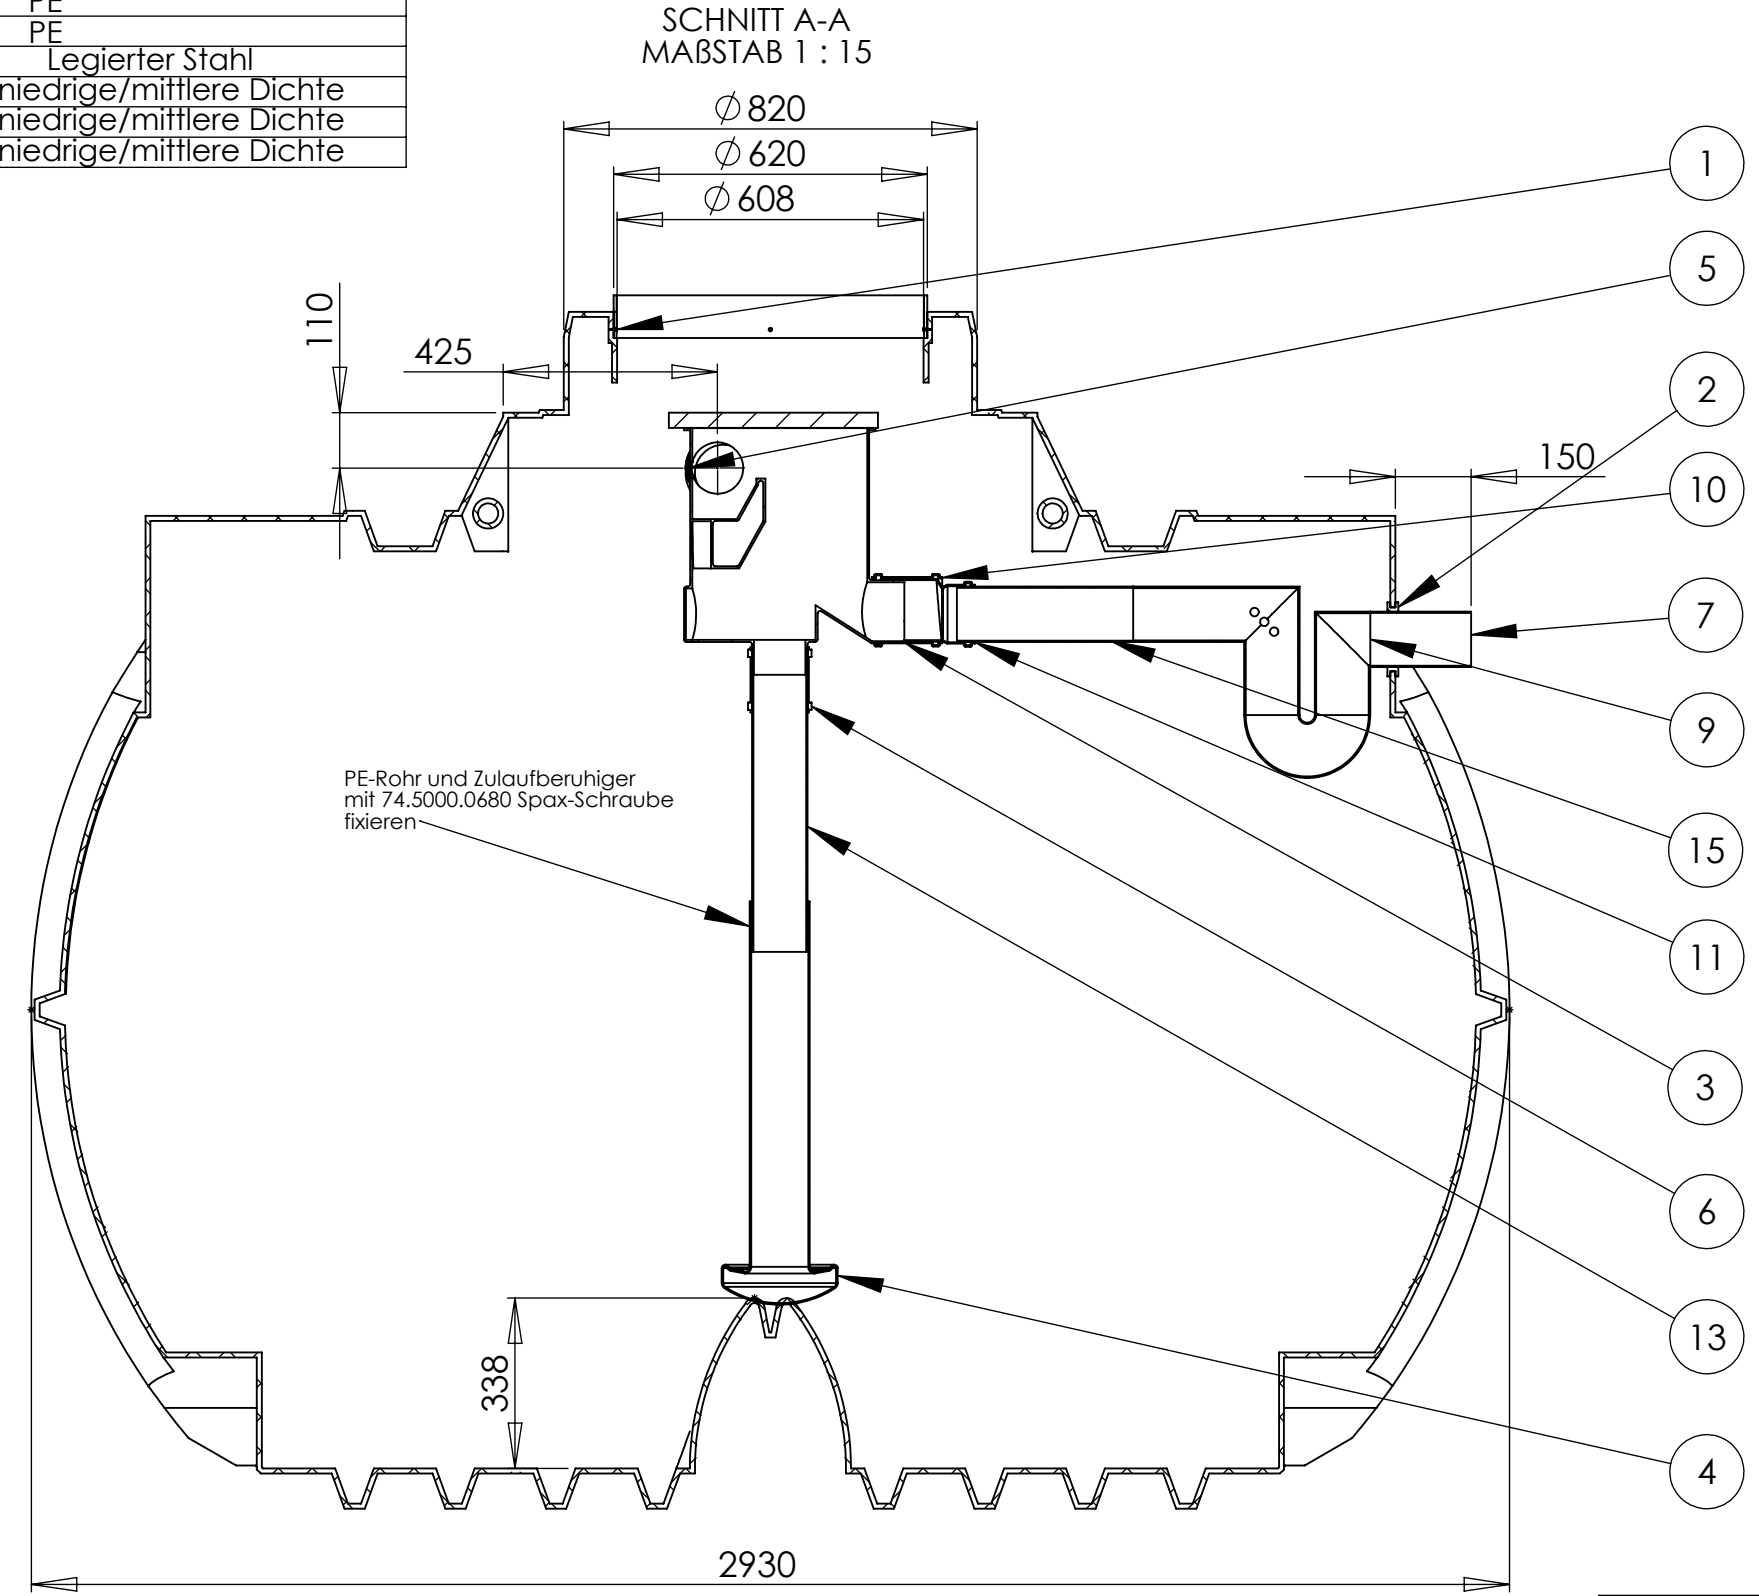 PE
PE
Legierter Stahl
niedrige/mittlere Dichte
niedrige/mittlere Dichte
niedrige/mittlere Dichte
SCHNITT A-A
MAßSTAB 1 : 15
∅ 820
∅ 620
∅ 608
110
425
150
1
5
2
10
7
9
15
11
3
6
13
4
PE-Rohr und Zulaufberuhiger
mit 74.5000.0680 Spax-Schraube
fixieren
338
2930